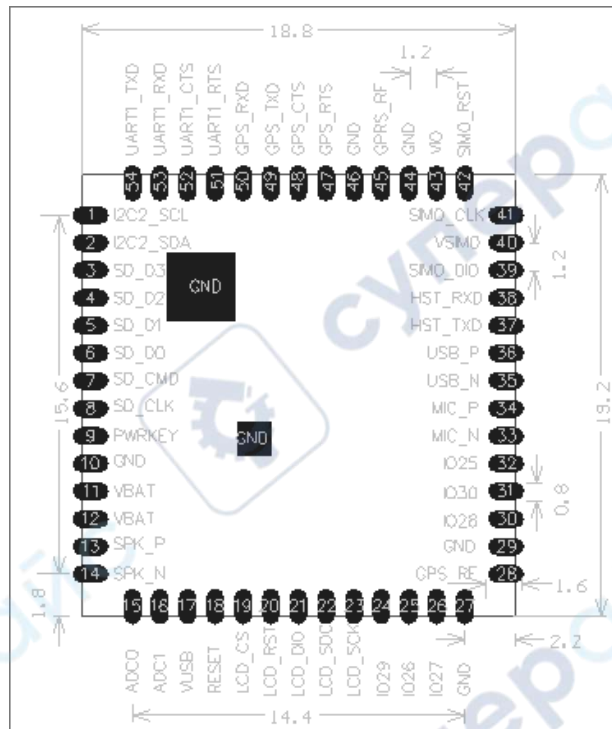 18.8
1.2
UART1_TXD
UART1_RXD
UART1_CTS
UART1_RTS
GPS_RXD
GPS_TXD
GPS_CTS
GPS_RTS
GND
GPRS_RF
GND
VIO
SIM0_RST
54 53 52 51 50 49 48 47 46 45 44 43 42
1 I2C2_SCL
2 I2C2_SDA
3 SD_D3
4 SD_D2
5 SD_D1
6 SD_D0
7 SD_CMD
8 SD_CLK
9 PWRKEY
10 GND
11 VBAT
12 VBAT
13 SPK_P
14 SPK_N
GND
GND
SIM0_CLK 41
VSIM0 40
SIM0_DIO 39
HST_RXD 38
HST_TXD 37
USB_P 36
USB_N 35
MIC_P 34
MIC_N 33
IO25 32
IO30 31
IO28 30
GND 29
GPS_RF 28
15.6
1.8
1.2
19.2
0.8
1.6
2.2
15 16 17 18 19 20 21 22 23 24 25 26 27
ADC0
ADC1
VUSB
RESET
LCD_CS
LCD_RST
LCD_DIO
LCD_SDC
LCD_SCK
IO29
IO26
IO27
GND
14.4
супер
айс